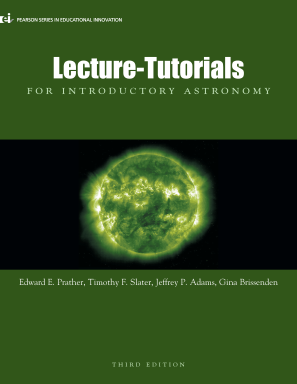 ei PEARSON SERIES IN EDUCATIONAL INNOVATION
Lecture-Tutorials
FOR INTRODUCTORY ASTRONOMY
Edward E. Prather, Timothy F. Slater, Jeffrey P. Adams, Gina Brissenden
THIRD EDITION